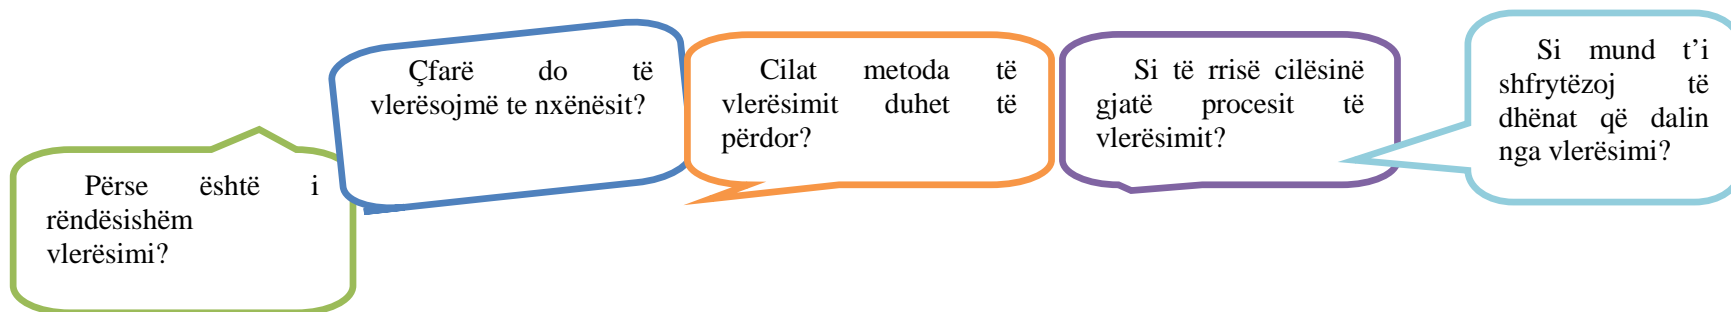 Përse është i
rëndësishëm
vlerësimi?
Çfarë do të
vlerësojmë te nxënësit?
Cilat metoda të
vlerësimit duhet të
përdor?
Si të rrisë cilësinë
gjatë procesit të
vlerësimit?
Si mund t’i
shfrytëzoj të
dhënat që dalin
nga vlerësimi?